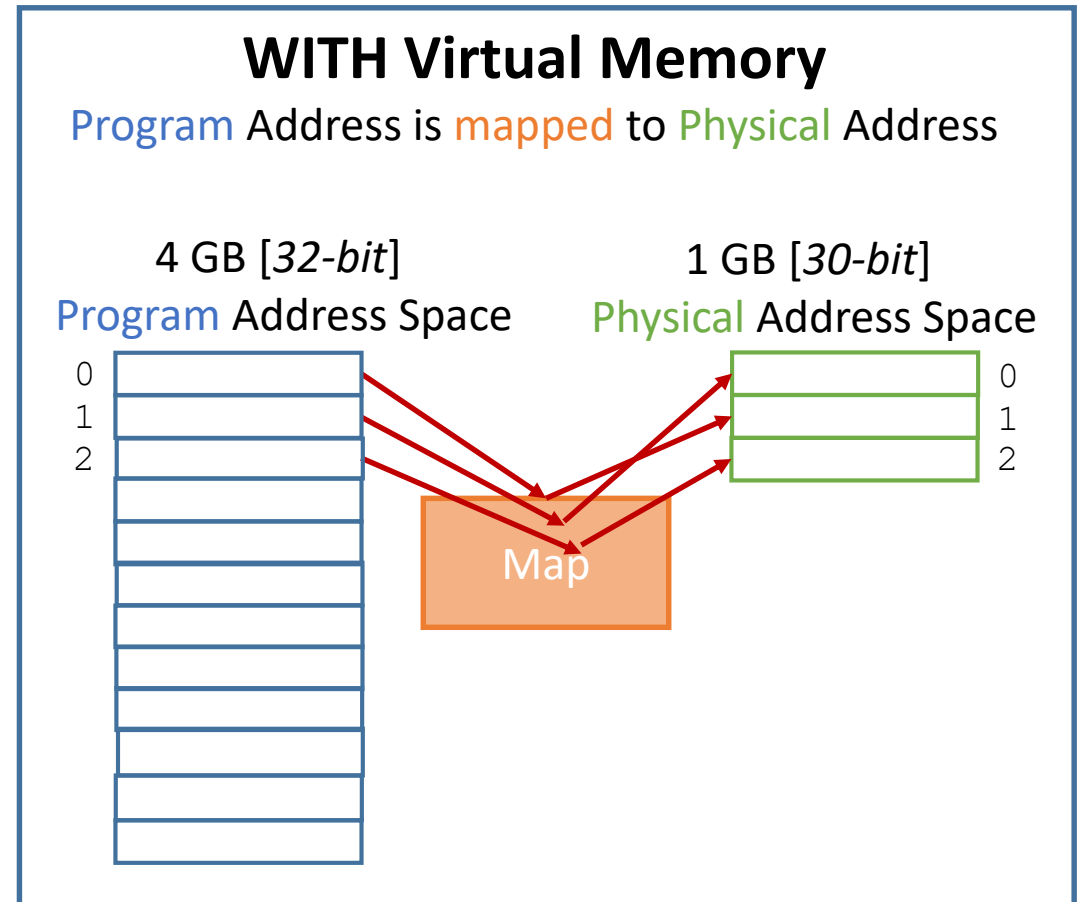 WITH Virtual Memory
Program Address is mapped to Physical Address
4 GB [32-bit]
Program Address Space
1 GB [30-bit]
Physical Address Space
0
1
2
Map
0
1
2